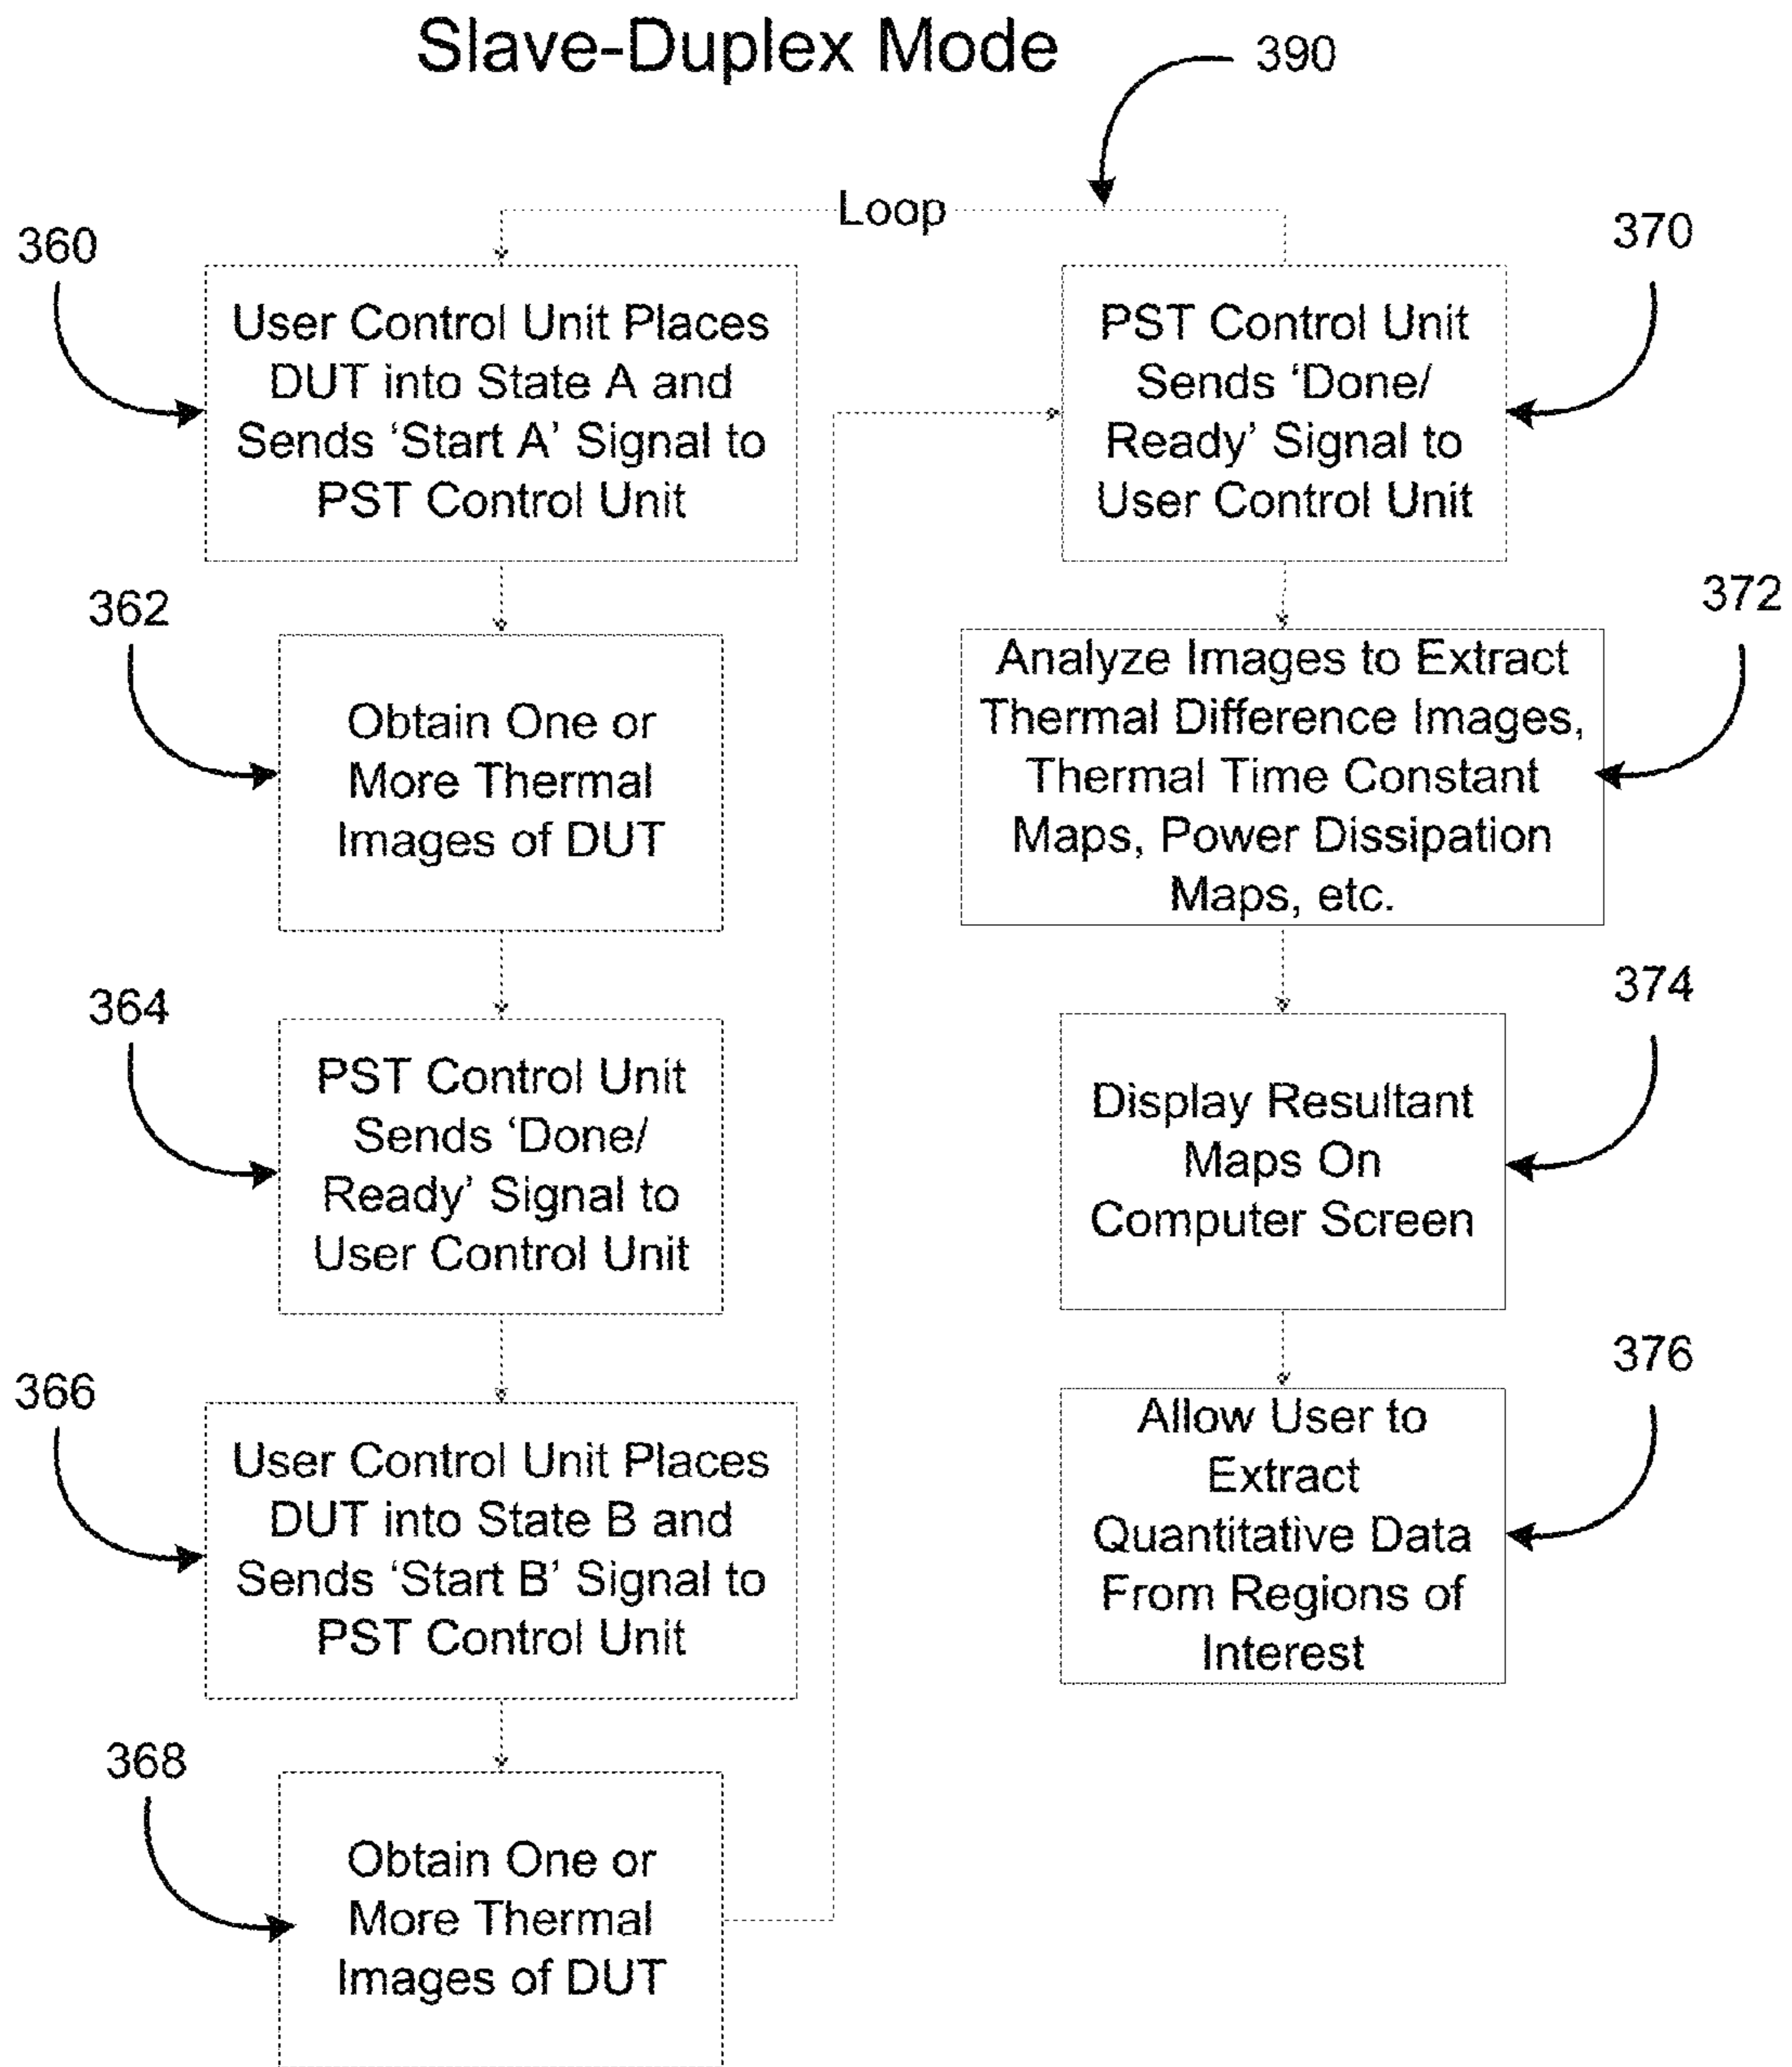 Slave-Duplex Mode
390
Loop
360
User Control Unit Places
DUT into State A and
Sends ‘Start A’ Signal to
PST Control Unit
362
Obtain One or
More Thermal
Images of DUT
364
PST Control Unit
Sends ‘Done/
Ready’ Signal to
User Control Unit
366
User Control Unit Places
DUT into State B and
Sends ‘Start B’ Signal to
PST Control Unit
368
Obtain One or
More Thermal
Images of DUT
370
PST Control Unit
Sends ‘Done/
Ready’ Signal to
User Control Unit
372
Analyze Images to Extract
Thermal Difference Images,
Thermal Time Constant
Maps, Power Dissipation
Maps, etc.
374
Display Resultant
Maps On
Computer Screen
376
Allow User to
Extract
Quantitative Data
From Regions of
Interest